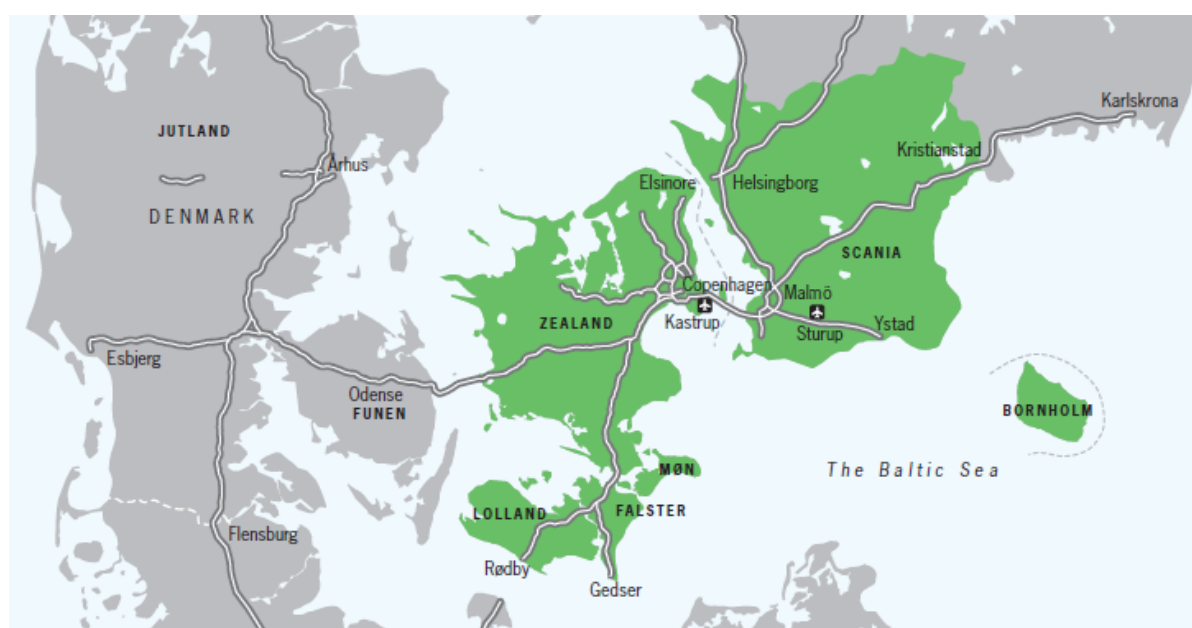 Karlskrona
JUTLAND
Kristianstad
Århus
Elsinore
Helsingborg
DENMARK
SCANIA
Copenhagen
Malmö
ZEALAND
Kastrup
Sturup
Ystad
Esbjerg
Odense
FUNEN
BORNHOLM
MØN
The Baltic Sea
LOLLAND
FALSTER
Flensburg
Rødby
Gedser